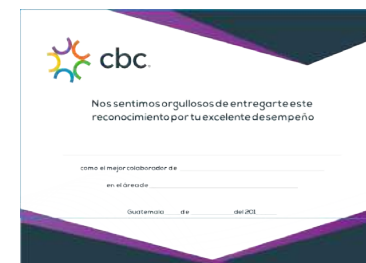 cbc.
Nos sentimos orgullosos de entregarte este
reconocimiento por tu excelente desempeño
como el mejor colaborador de
en el área de
Guatemala de del 201